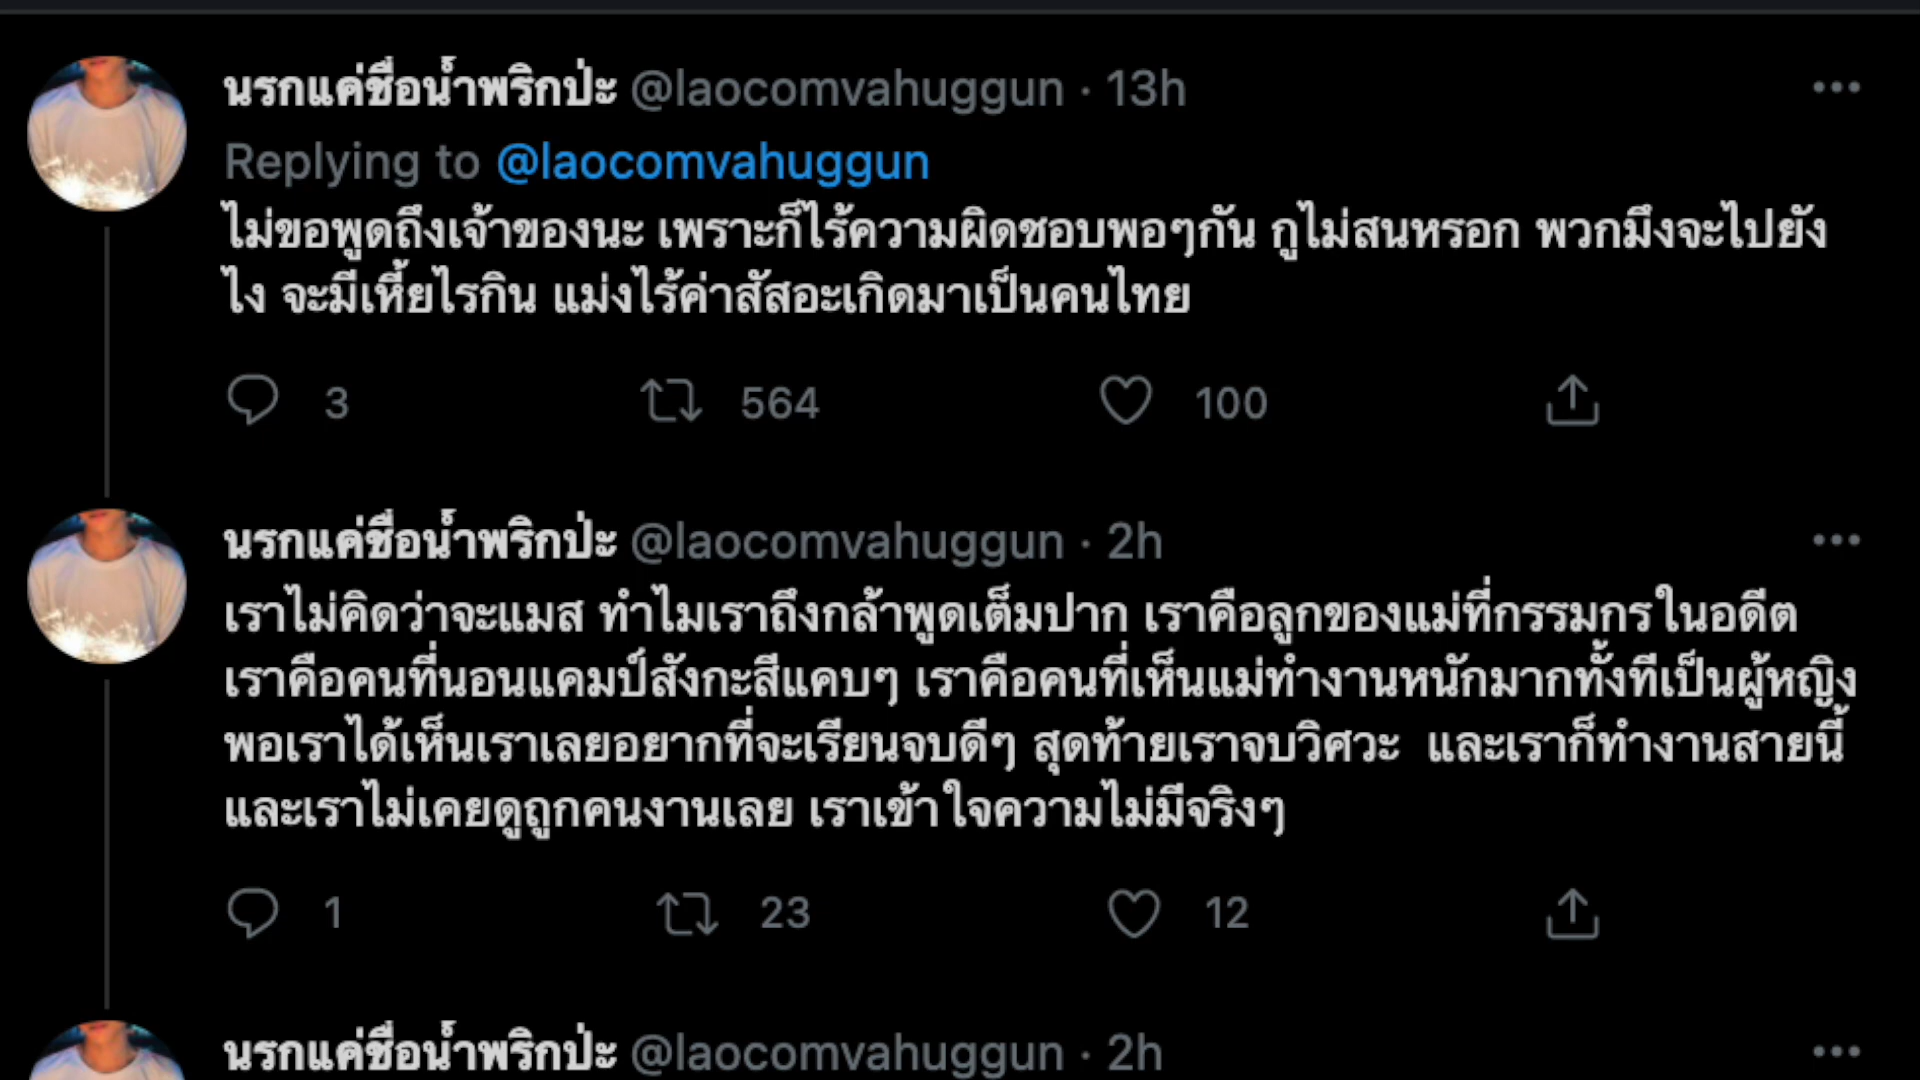 นรกแค่ชื่อน้ำพริกป่ะ @laocomvahuggun · 13h
Replying to @laocomvahuggun
ไม่ขอพูดถึงเจ้าของนะ เพราะก็ไร้ความผิดชอบพอๆกัน กูไม่สนหรอก พวกมึงจะไปยัง
ไง จะมีเหี้ยไรกิน แม่งไร้ค่าสัสอะเกิดมาเป็นคนไทย
3 564 100
นรกแค่ชื่อน้ำพริกป่ะ @laocomvahuggun · 2h
เราไม่คิดว่าจะแมส ทำไมเราถึงกล้าพูดเต็มปาก เราคือลูกของแม่ที่กรรมกรในอดีต
เราคือคนที่นอนแคมป์สังกะสีแคบๆ เราคือคนที่เห็นแม่ทำงานหนักมากทั้งทีเป็นผู้หญิง
พอเราได้เห็นเราเลยอยากที่จะเรียนจบดีๆ สุดท้ายเราจบวิศวะ และเราก็ทำงานสายนี้
และเราไม่เคยดูถูกคนงานเลย เราเข้าใจความไม่มีจริงๆ
1 23 12
นรกแค่ชื่อน้ำพริกป่ะ @laocomvahuggun · 2h